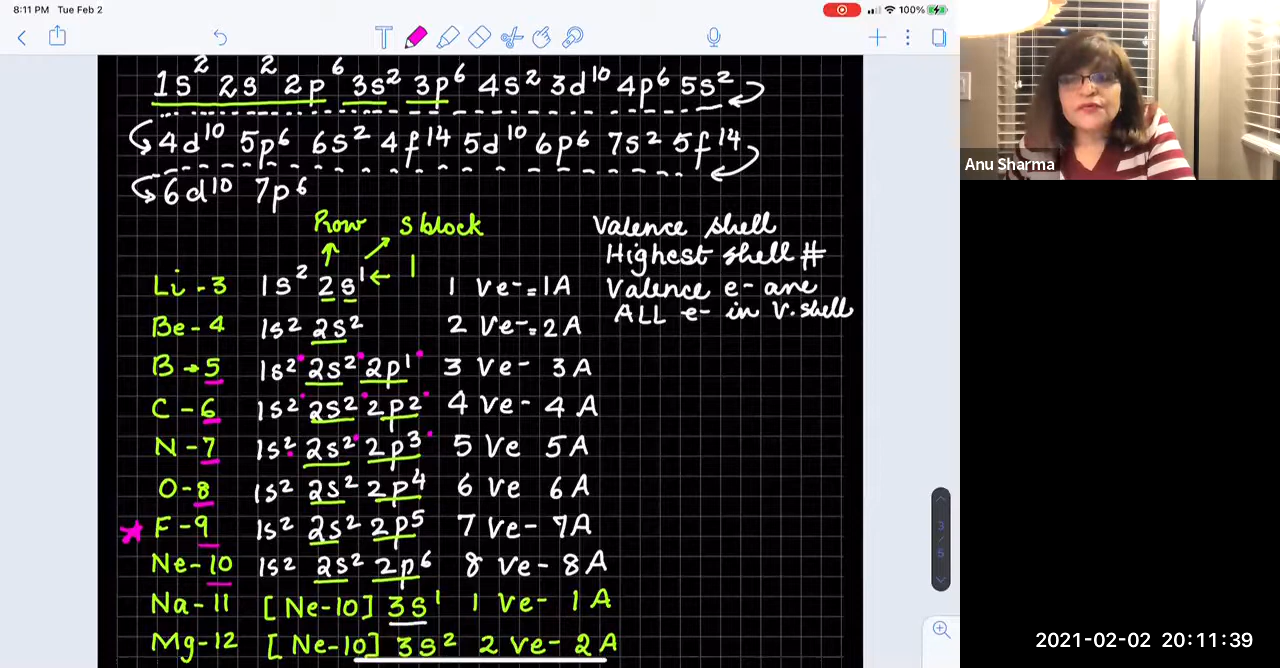 8:11 PM Tue Feb 2
100%
1s² 2s² 2p⁶ 3s² 3p⁶ 4s² 3d¹⁰ 4p⁶ 5s²
4d¹⁰ 5p⁶ 6s² 4f¹⁴ 5d¹⁰ 6p⁶ 7s² 5f¹⁴
6d¹⁰ 7p⁶
Row s block
1
Valence shell
Highest shell #
Valence e- are
ALL e- in v.shell
Li - 3 1s² 2s¹ ← 1 ve- = 1A
Be - 4 1s² 2s² 2 ve- = 2A
B - 5 1s² 2s² 2p¹ 3 ve- 3A
C - 6 1s² 2s² 2p² 4 ve- 4A
N - 7 1s² 2s² 2p³ 5 ve 5A
O - 8 1s² 2s² 2p⁴ 6 ve 6A
F - 9 1s² 2s² 2p⁵ 7 ve- 7A
Ne - 10 1s² 2s² 2p⁶ 8 ve- 8A
Na - 11 [Ne-10] 3s¹ 1 ve- 1A
Mg - 12 [Ne-10] 3s² 2 ve- 2A
3
5
Anu Sharma
2021-02-02 20:11:39